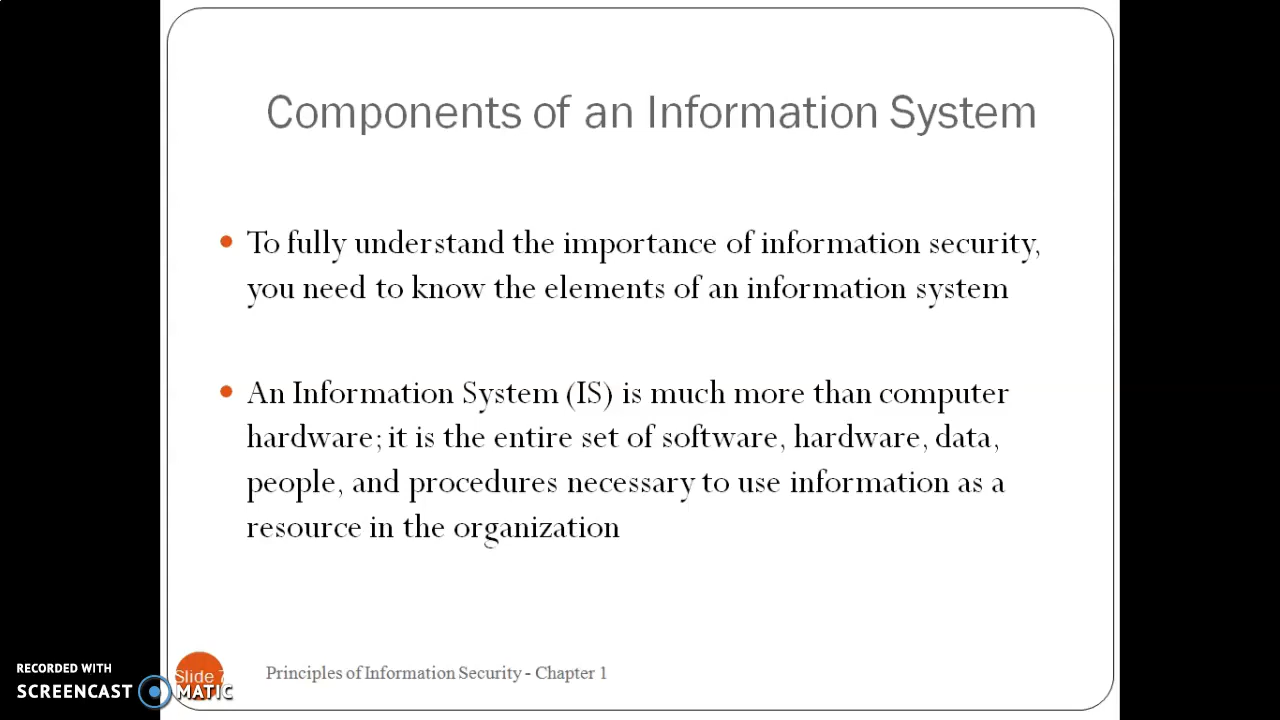 Components of an Information System
To fully understand the importance of information security,
you need to know the elements of an information system
An Information System (IS) is much more than computer
hardware; it is the entire set of software, hardware, data,
people, and procedures necessary to use information as a
resource in the organization
Slide 7
Principles of Information Security - Chapter 1
RECORDED WITH
SCREENCAST MATIC